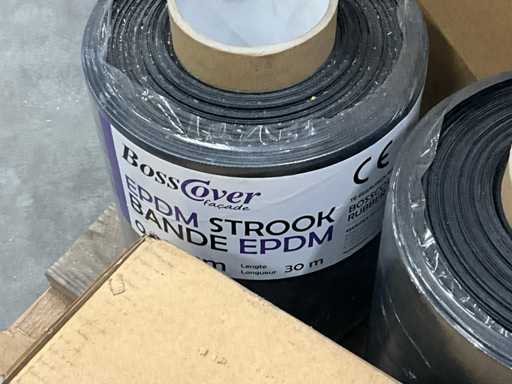 BossCover
façade
CE
EPDM STROOK
BANDE EPDM
Lengte
Longueur 30 m